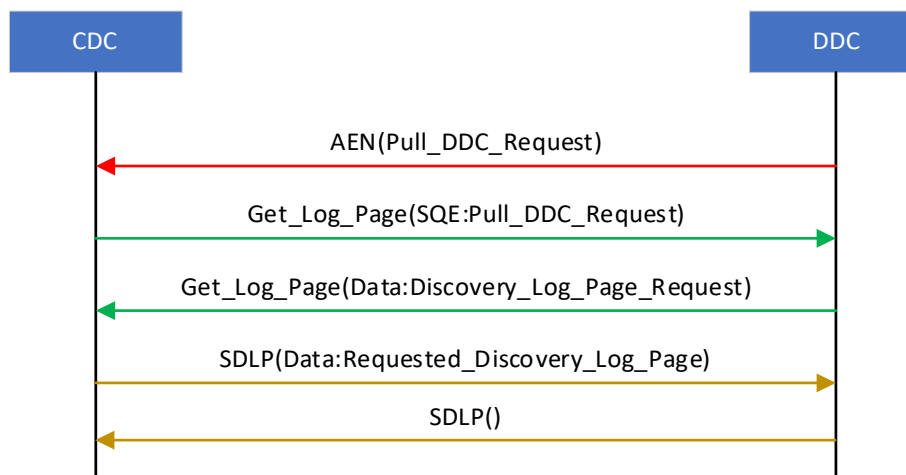 CDC
DDC
AEN(Pull_DDC_Request)
Get_Log_Page(SQE:Pull_DDC_Request)
Get_Log_Page(Data:Discovery_Log_Page_Request)
SDLP(Data:Requested_Discovery_Log_Page)
SDLP()